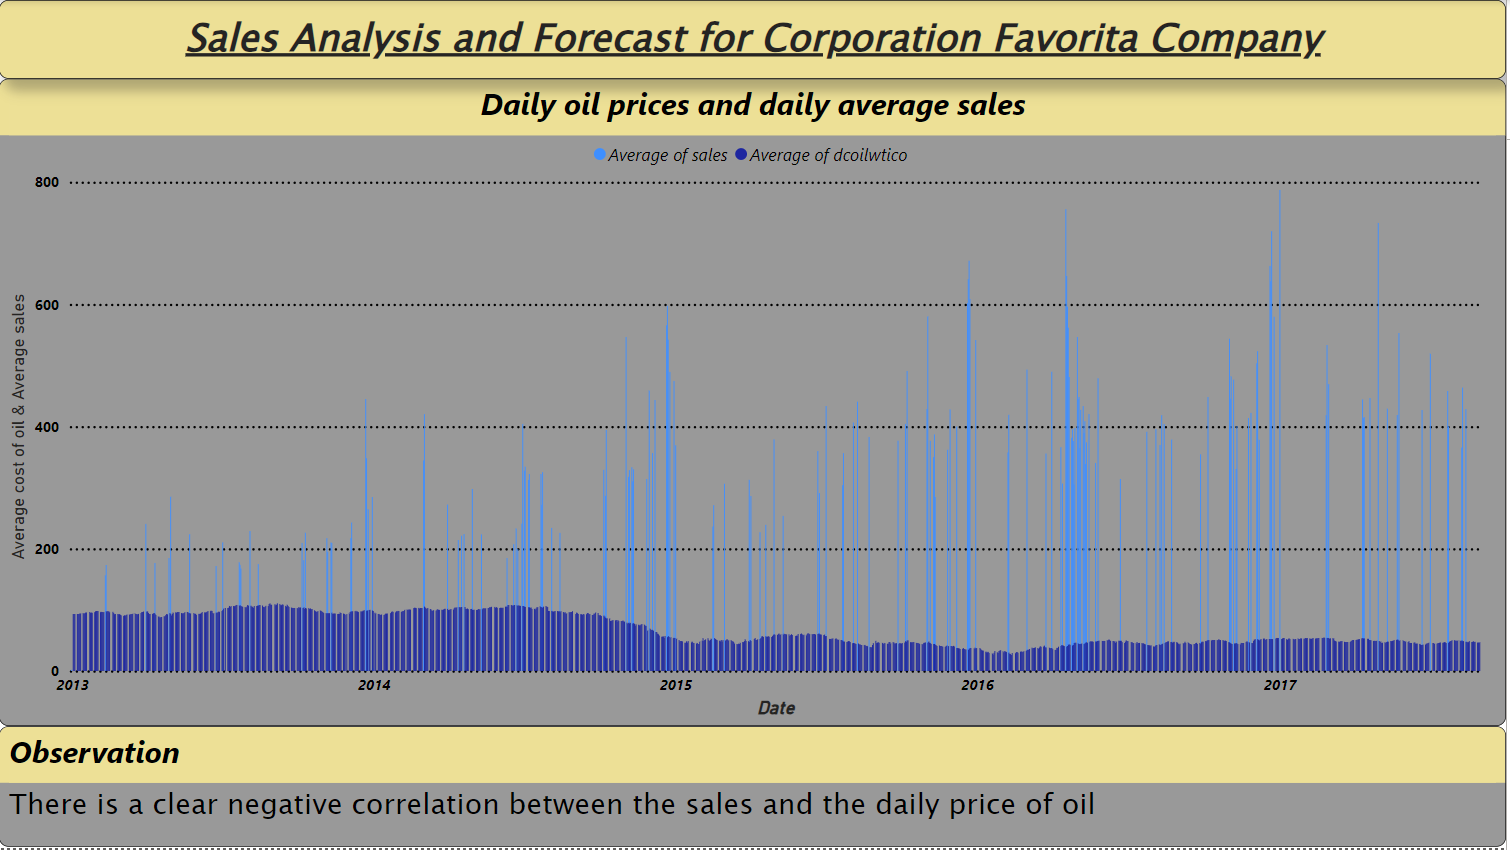 Sales Analysis and Forecast for Corporation Favorita Company
Daily oil prices and daily average sales
Average of sales Average of dcoilwtico
800
600
400
200
0
Average cost of oil & Average sales
2013 2014 2015 2016 2017
Date
Observation
There is a clear negative correlation between the sales and the daily price of oil